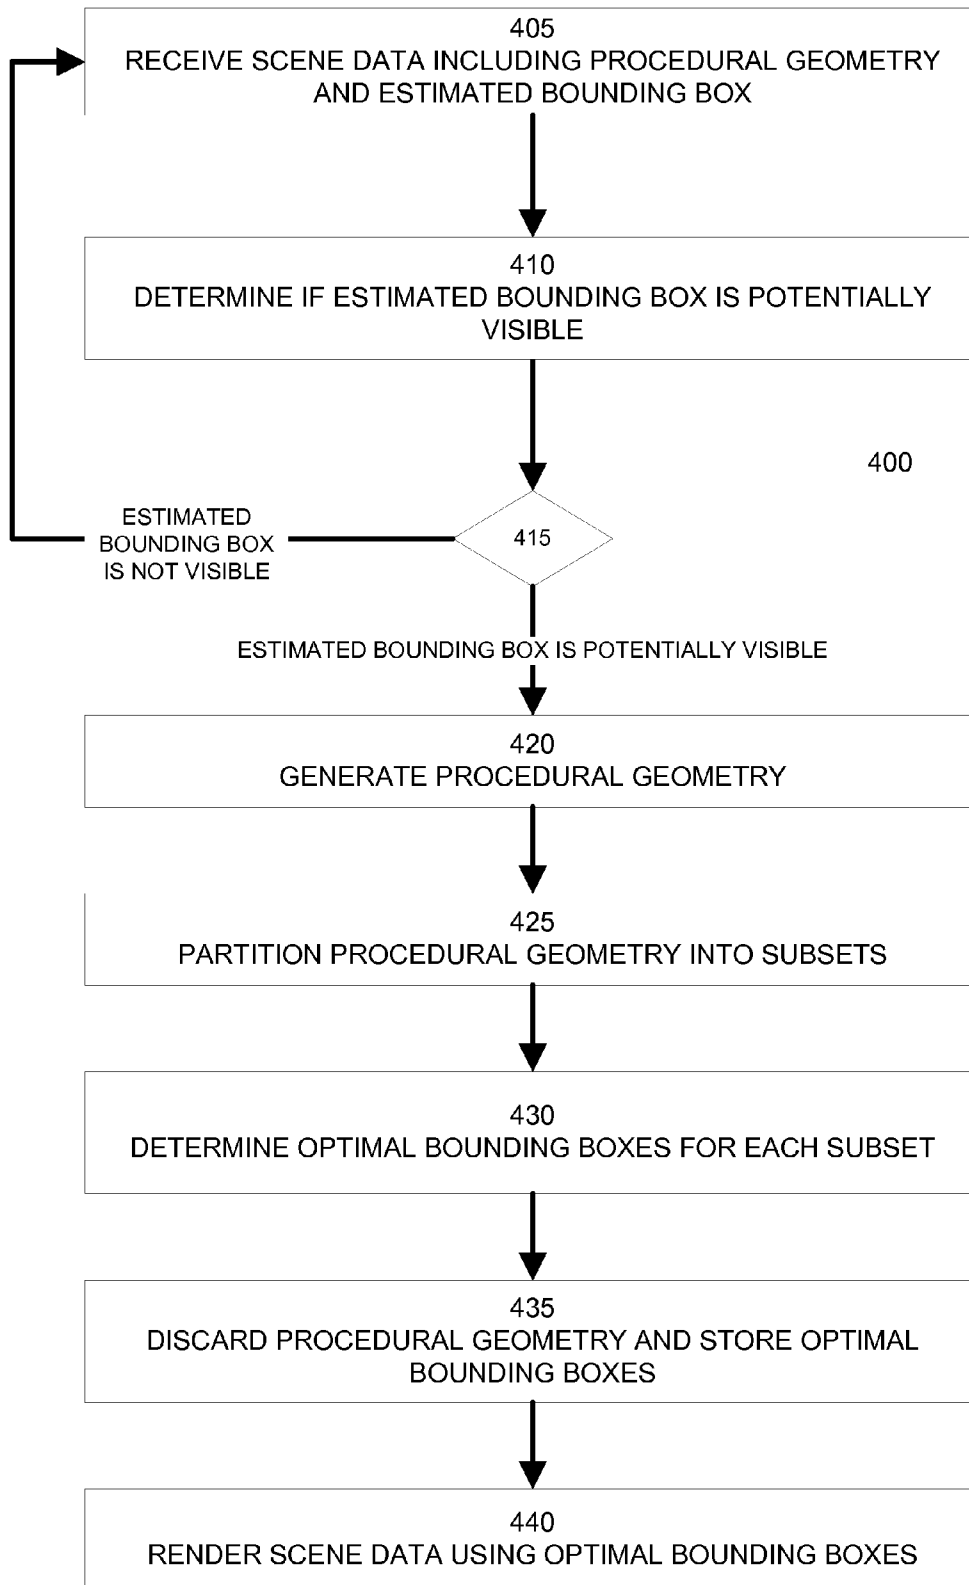 405
RECEIVE SCENE DATA INCLUDING PROCEDURAL GEOMETRY
AND ESTIMATED BOUNDING BOX
410
DETERMINE IF ESTIMATED BOUNDING BOX IS POTENTIALLY
VISIBLE
400
415
ESTIMATED
BOUNDING BOX
IS NOT VISIBLE
ESTIMATED BOUNDING BOX IS POTENTIALLY VISIBLE
420
GENERATE PROCEDURAL GEOMETRY
425
PARTITION PROCEDURAL GEOMETRY INTO SUBSETS
430
DETERMINE OPTIMAL BOUNDING BOXES FOR EACH SUBSET
435
DISCARD PROCEDURAL GEOMETRY AND STORE OPTIMAL
BOUNDING BOXES
440
RENDER SCENE DATA USING OPTIMAL BOUNDING BOXES